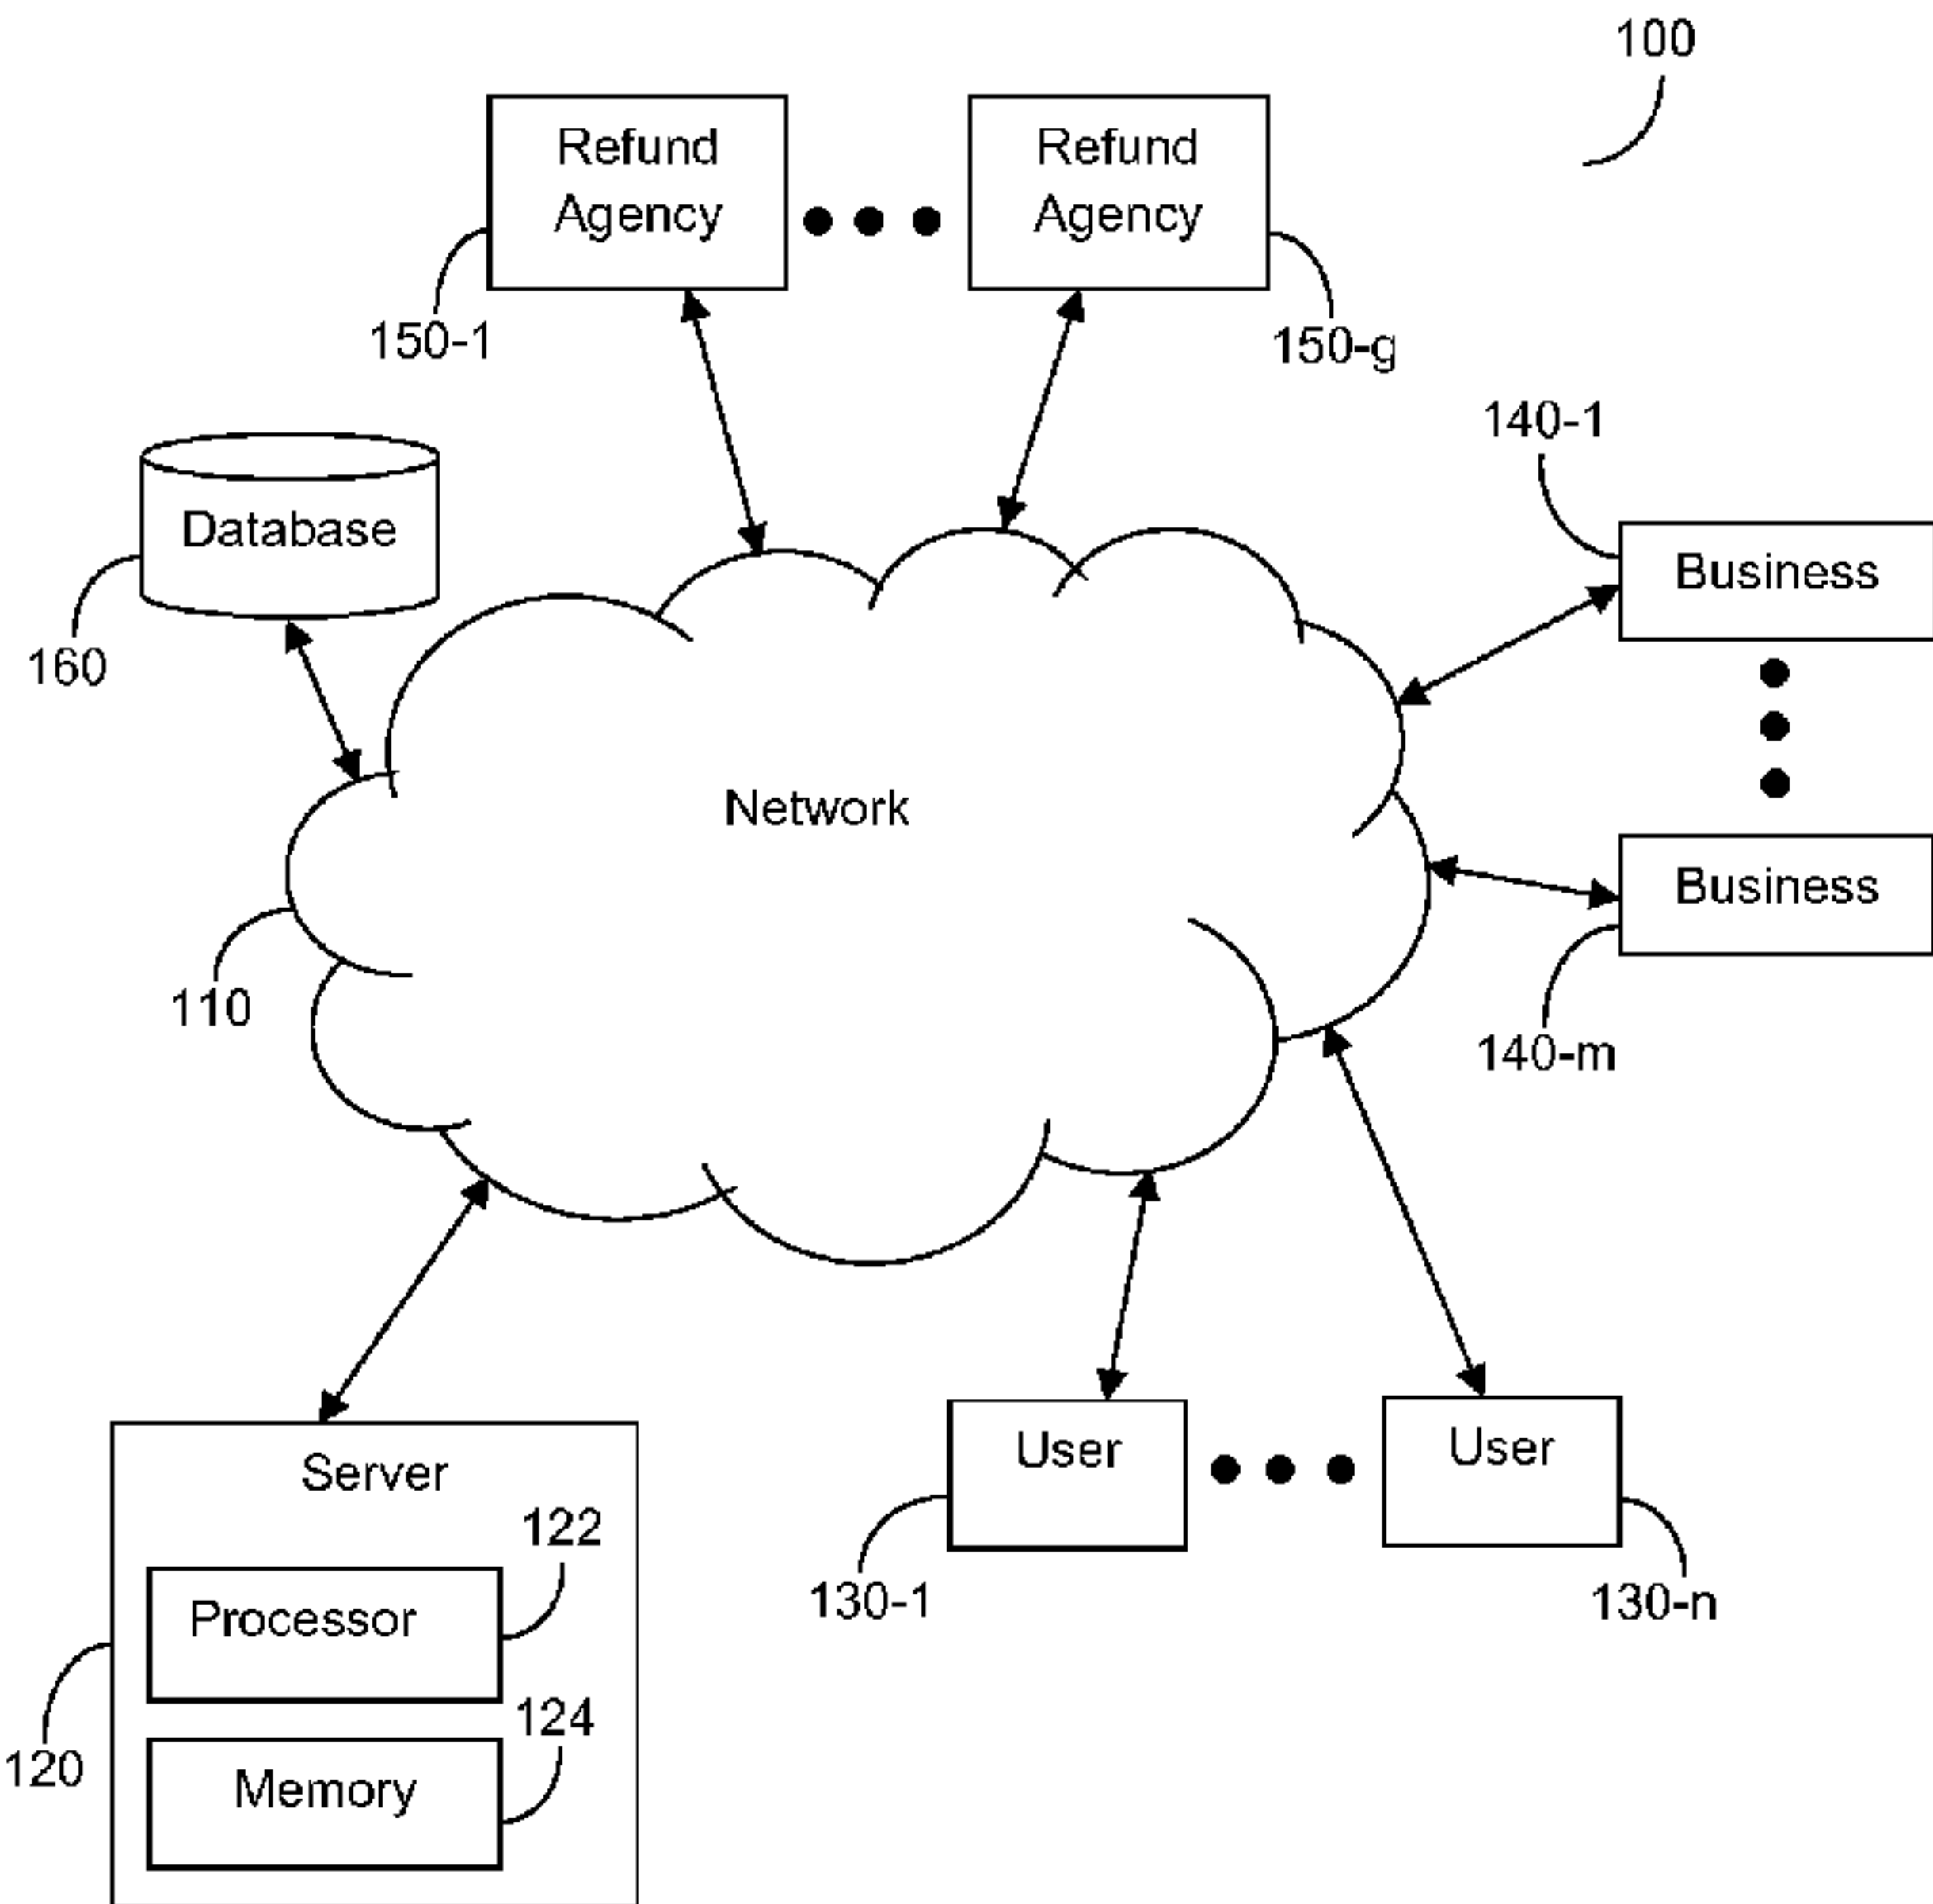 100
Refund
Agency
Refund
Agency
150-1
150-g
140-1
Database
Business
160
Network
Business
110
140-m
Server
User
User
122
Processor
130-1
130-n
124
120
Memory